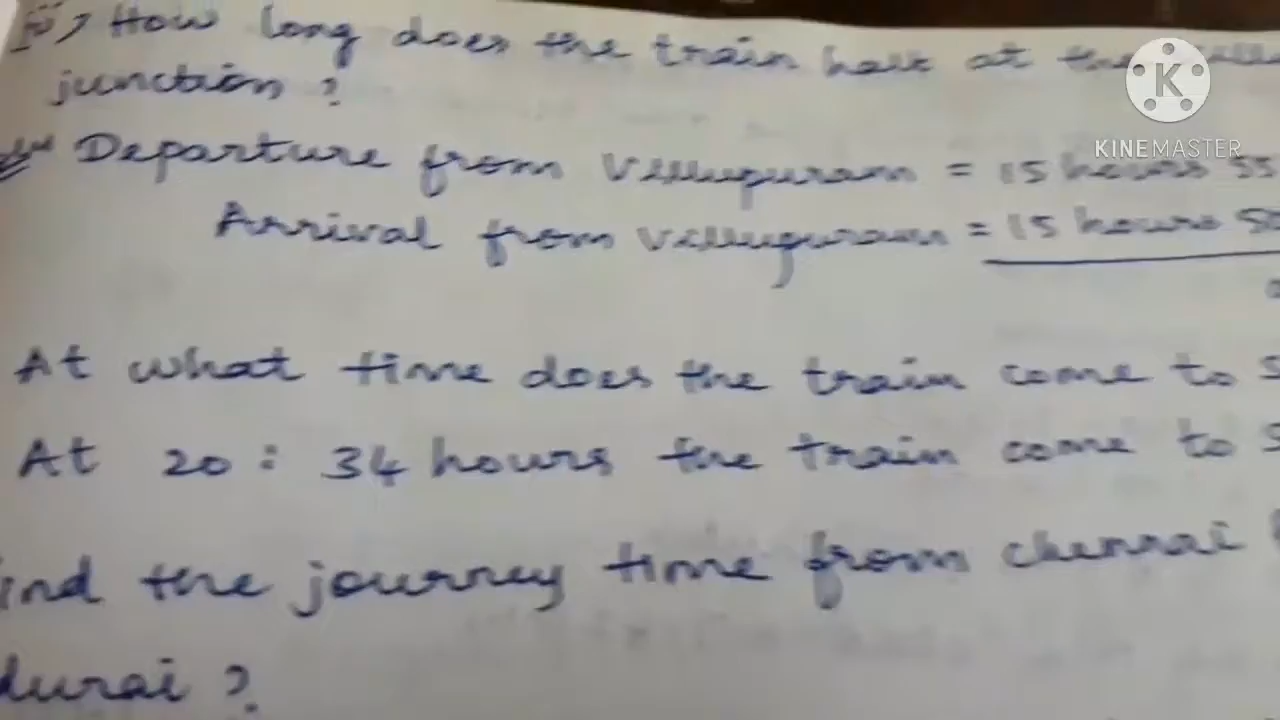 How long does the train halt at the
junction ?
Departure from Villupuram = 15 hours 55
Arrival from Villupuram = 15 hours 50
At what time does the train come to S
At 20 : 34 hours the train come to S
ind the journey time from chennai
durai ?
K
KINEMASTER